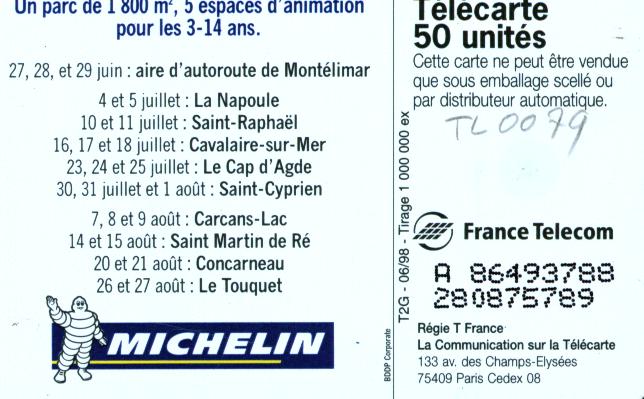 Un parc de 1 800 m², 5 espaces d'animation
pour les 3-14 ans.
27, 28, et 29 juin : aire d'autoroute de Montélimar
4 et 5 juillet : La Napoule
10 et 11 juillet : Saint-Raphaël
16, 17 et 18 juillet : Cavalaire-sur-Mer
23, 24 et 25 juillet : Le Cap d'Agde
30, 31 juillet et 1 août : Saint-Cyprien
7, 8 et 9 août : Carcans-Lac
14 et 15 août : Saint Martin de Ré
20 et 21 août : Concarneau
26 et 27 août : Le Touquet
MICHELIN
BDDP Corporate
T2G - 06/98 - Tirage 1 000 000 ex
Télécarte
50 unités
Cette carte ne peut être vendue
que sous emballage scellé ou
par distributeur automatique.
TL0079
France Telecom
A 86493788
280875789
Régie T France
La Communication sur la Télécarte
133 av. des Champs-Elysées
75409 Paris Cedex 08